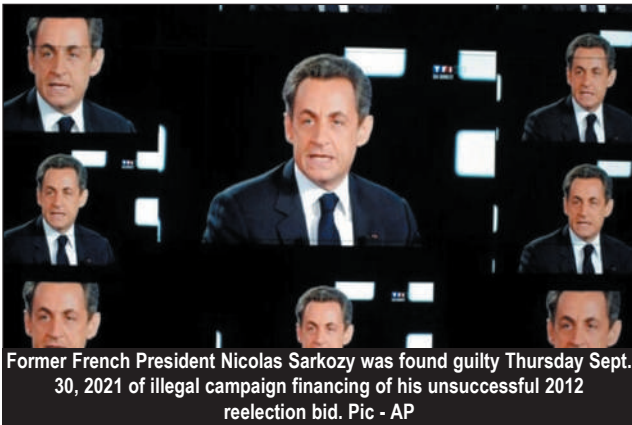 TF1
Former French President Nicolas Sarkozy was found guilty Thursday Sept.
30, 2021 of illegal campaign financing of his unsuccessful 2012
reelection bid. Pic - AP